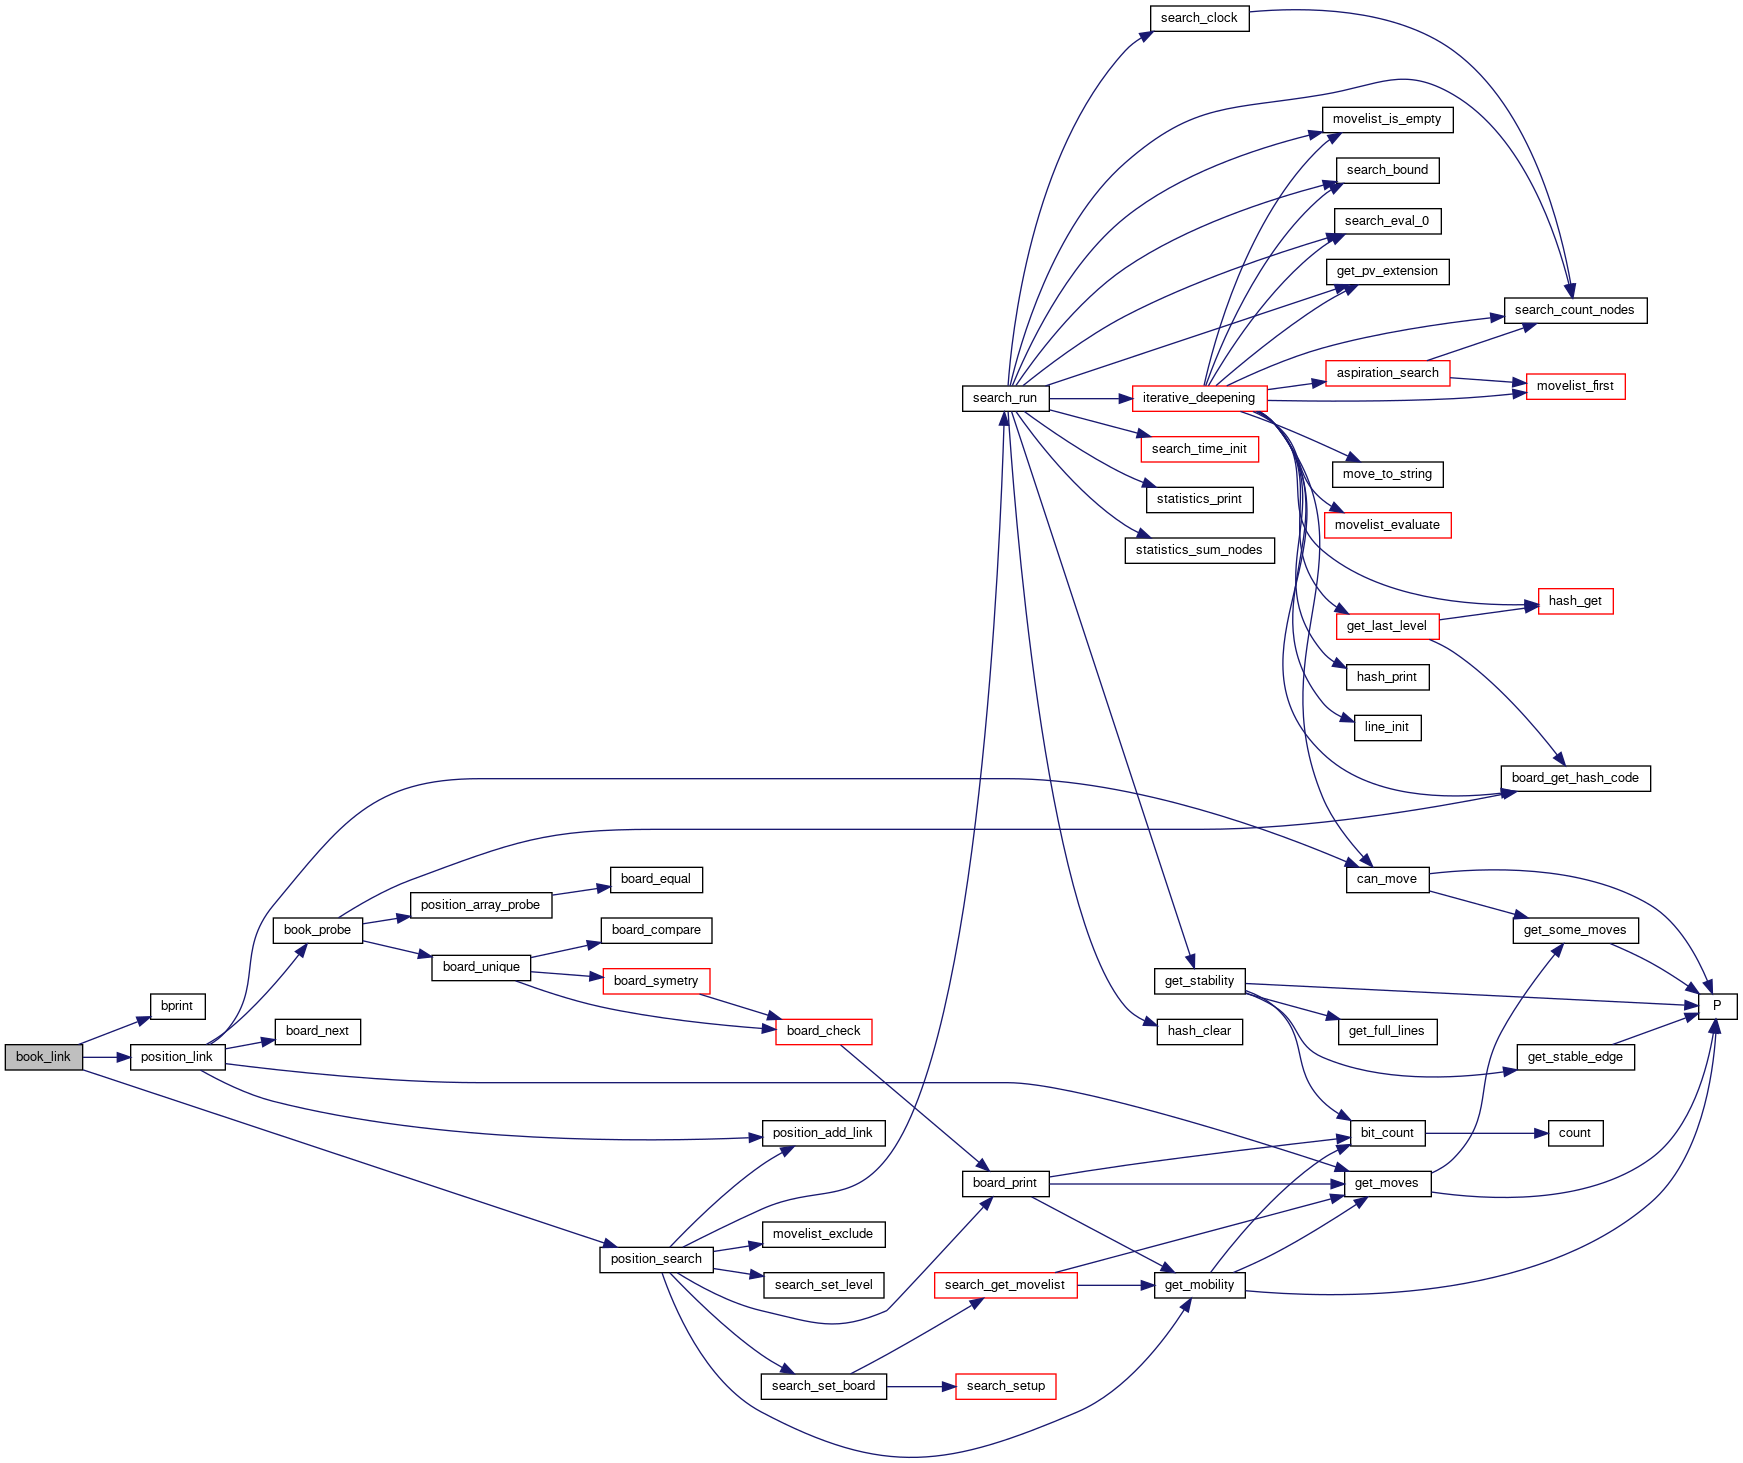 search_clock
movelist_is_empty
search_bound
search_eval_0
get_pv_extension
search_count_nodes
aspiration_search
movelist_first
search_run
iterative_deepening
search_time_init
move_to_string
statistics_print
movelist_evaluate
statistics_sum_nodes
hash_get
get_last_level
hash_print
line_init
board_get_hash_code
board_equal
can_move
position_array_probe
book_probe
board_compare
get_some_moves
board_unique
board_symetry
get_stability
bprint
P
board_next
board_check
hash_clear
get_full_lines
book_link
position_link
get_stable_edge
position_add_link
bit_count
count
board_print
get_moves
movelist_exclude
position_search
search_set_level
search_get_movelist
get_mobility
search_set_board
search_setup